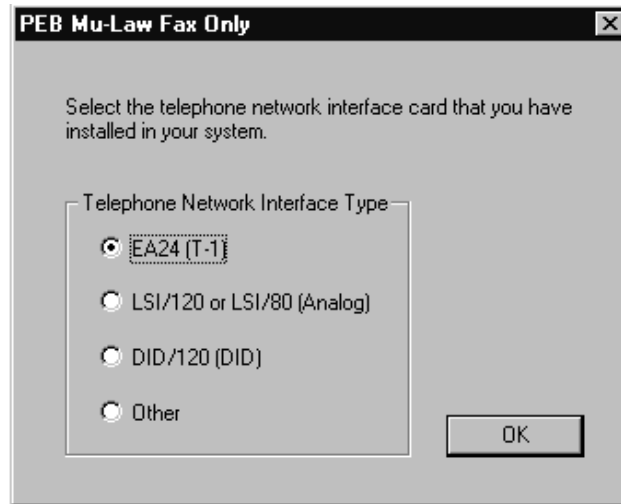 PEB Mu-Law Fax Only
Select the telephone network interface card that you have
installed in your system.
Telephone Network Interface Type
EA24 (T-1)
LSI/120 or LSI/80 (Analog)
DID/120 (DID)
Other
OK